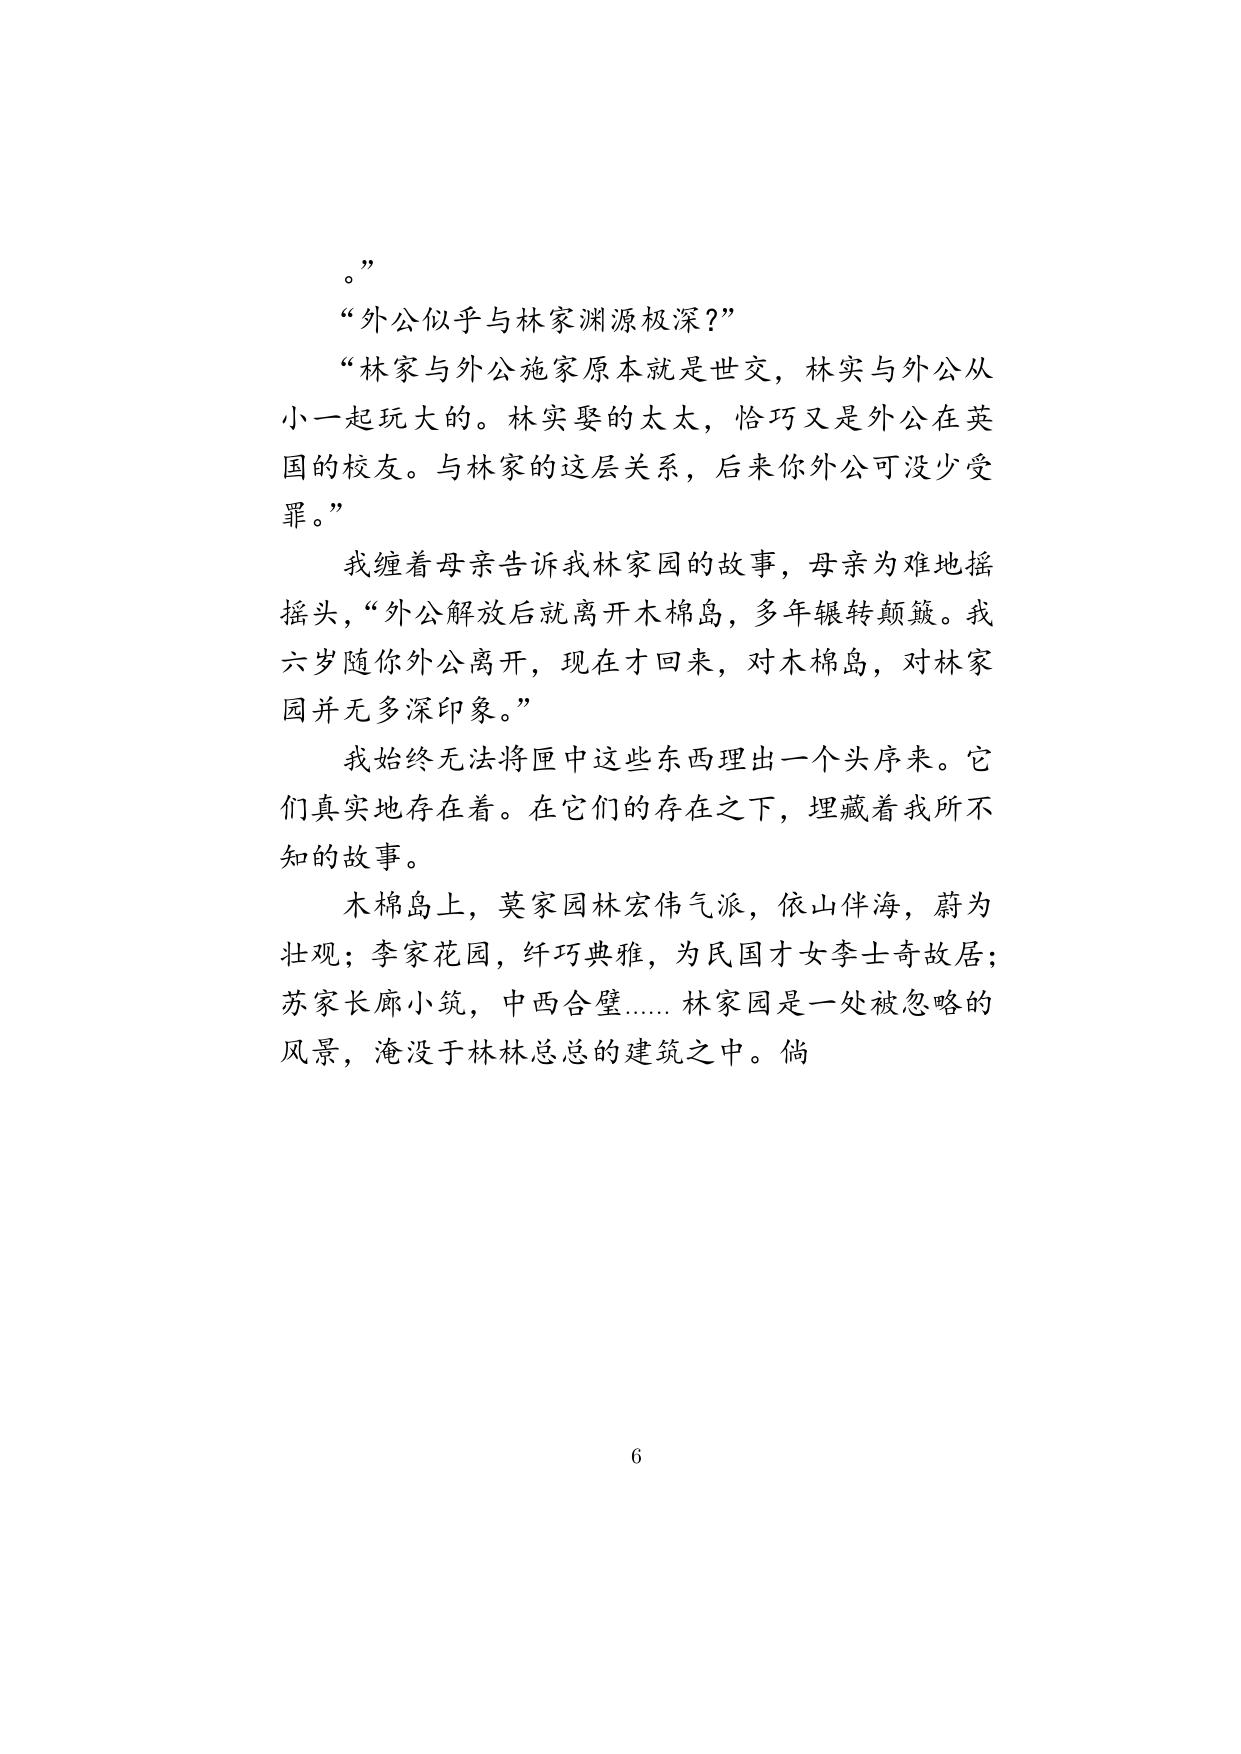 。”
“外公似乎与林家渊源极深？”
“林家与外公施家原本就是世交，林实与外公从
小一起玩大的。林实娶的太太，恰巧又是外公在英
国的校友。与林家的这层关系，后来你外公可没少受
罪。”
我缠着母亲告诉我林家园的故事，母亲为难地摇
摇头，“外公解放后就离开木棉岛，多年辗转颠簸。我
六岁随你外公离开，现在才回来，对木棉岛，对林家
园并无多深印象。”
我始终无法将匣中这些东西理出一个头序来。它
们真实地存在着。在它们的存在之下，埋藏着我所不
知的故事。
木棉岛上，莫家园林宏伟气派，依山伴海，蔚为
壮观；李家花园，纤巧典雅，为民国才女李士奇故居；
苏家长廊小筑，中西合璧...... 林家园是一处被忽略的
风景，淹没于林林总总的建筑之中。倘
6